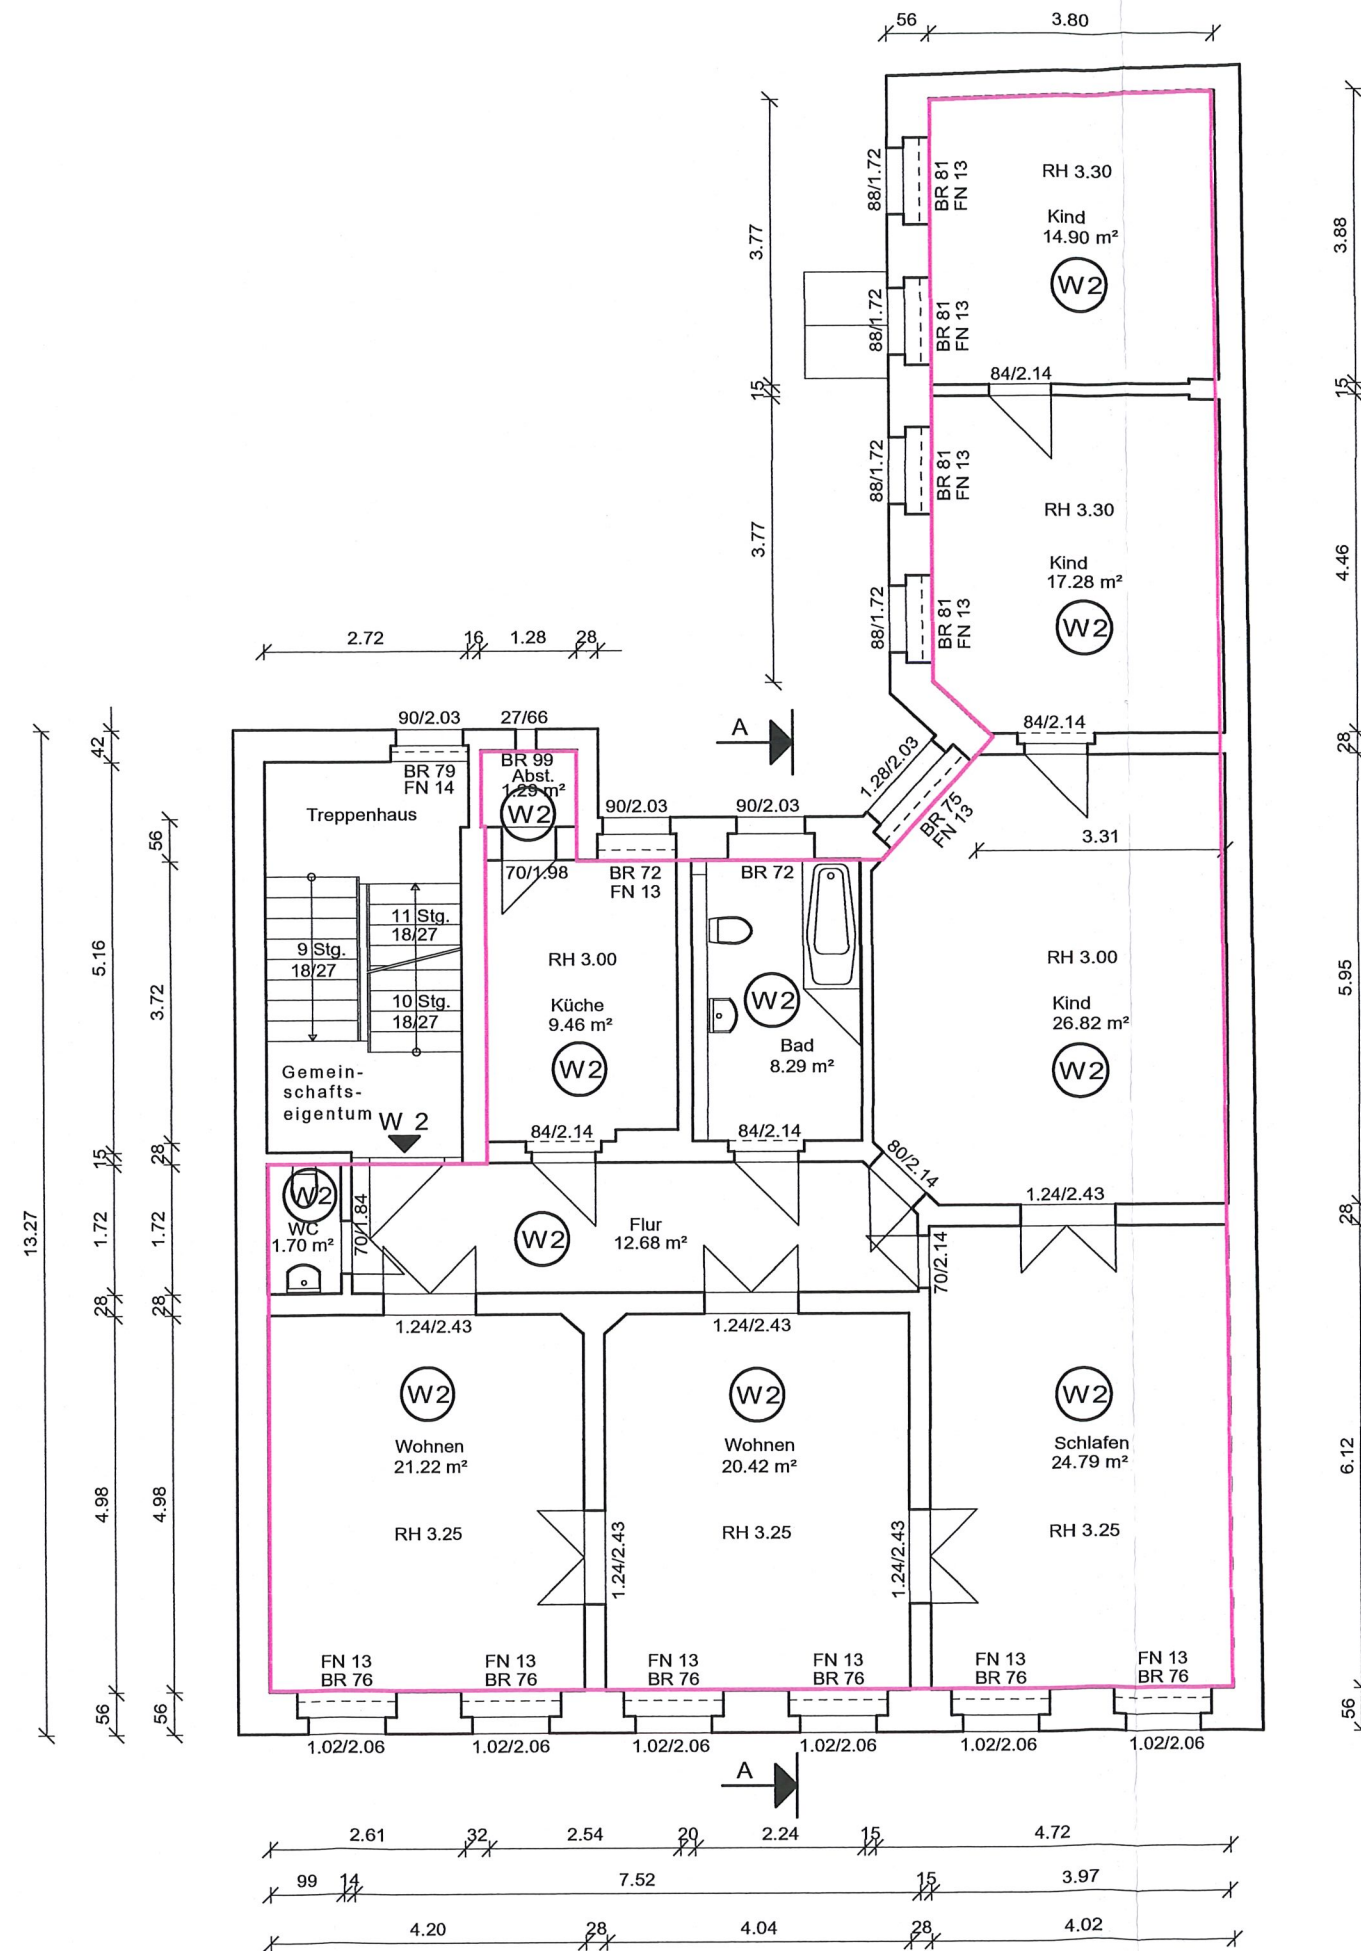 56
3.80
88/1.72
BR 81
FN 13
RH 3.30
Kind
14.90 m²
W2
3.77
3.88
88/1.72
BR 81
FN 13
84/2.14
15
15
88/1.72
BR 81
FN 13
RH 3.30
3.77
4.46
Kind
17.28 m²
W2
88/1.72
BR 81
FN 13
2.72
16
1.28
28
90/2.03
27/66
A
84/2.14
28
42
BR 79
FN 14
BR 99
Abst.
1.29 m²
W2
1.28/2.03
BR 75
FN 13
Treppenhaus
90/2.03
90/2.03
3.31
56
70/1.98
BR 72
FN 13
BR 72
11 Stg.
18/27
9 Stg.
18/27
5.16
RH 3.00
RH 3.00
5.95
10 Stg.
18/27
3.72
Küche
9.46 m²
W2
W2
Bad
8.29 m²
Kind
26.82 m²
W2
Gemein-
schafts-
eigentum
W 2
84/2.14
84/2.14
15
28
80/2.14
W2
WC
1.70 m²
70/1.84
1.24/2.43
28
13.27
1.72
1.72
W2
Flur
12.68 m²
70/2.14
28
28
1.24/2.43
1.24/2.43
W2
W2
W2
Wohnen
21.22 m²
Wohnen
20.42 m²
Schlafen
24.79 m²
6.12
4.98
4.98
RH 3.25
RH 3.25
RH 3.25
1.24/2.43
1.24/2.43
FN 13
BR 76
FN 13
BR 76
FN 13
BR 76
FN 13
BR 76
FN 13
BR 76
FN 13
BR 76
56
56
56
1.02/2.06
1.02/2.06
1.02/2.06
1.02/2.06
1.02/2.06
1.02/2.06
A
2.61
32
2.54
20
2.24
15
4.72
99
14
7.52
15
3.97
4.20
28
4.04
28
4.02